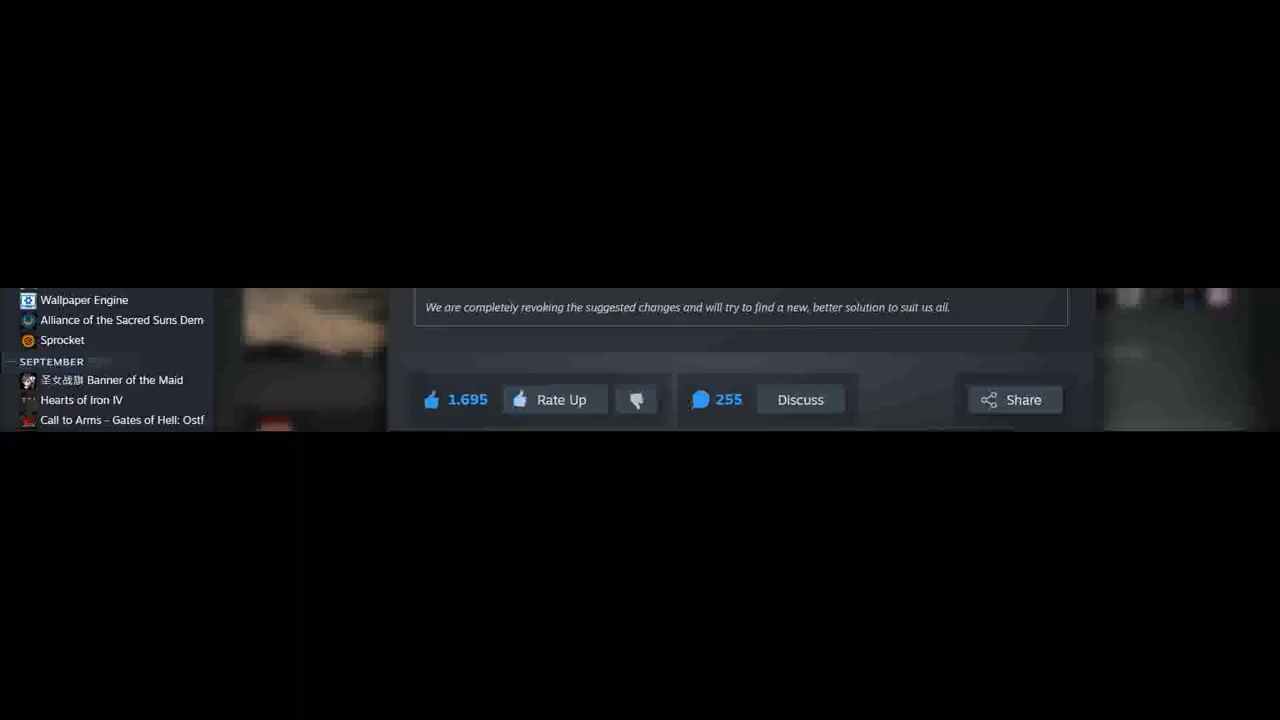 Wallpaper Engine
Alliance of the Sacred Suns Dem
Sprocket
SEPTEMBER
圣女战旗 Banner of the Maid
Hearts of Iron IV
Call to Arms - Gates of Hell: Ostf
We are completely revoking the suggested changes and will try to find a new, better solution to suit us all.
1.695
Rate Up
255
Discuss
Share